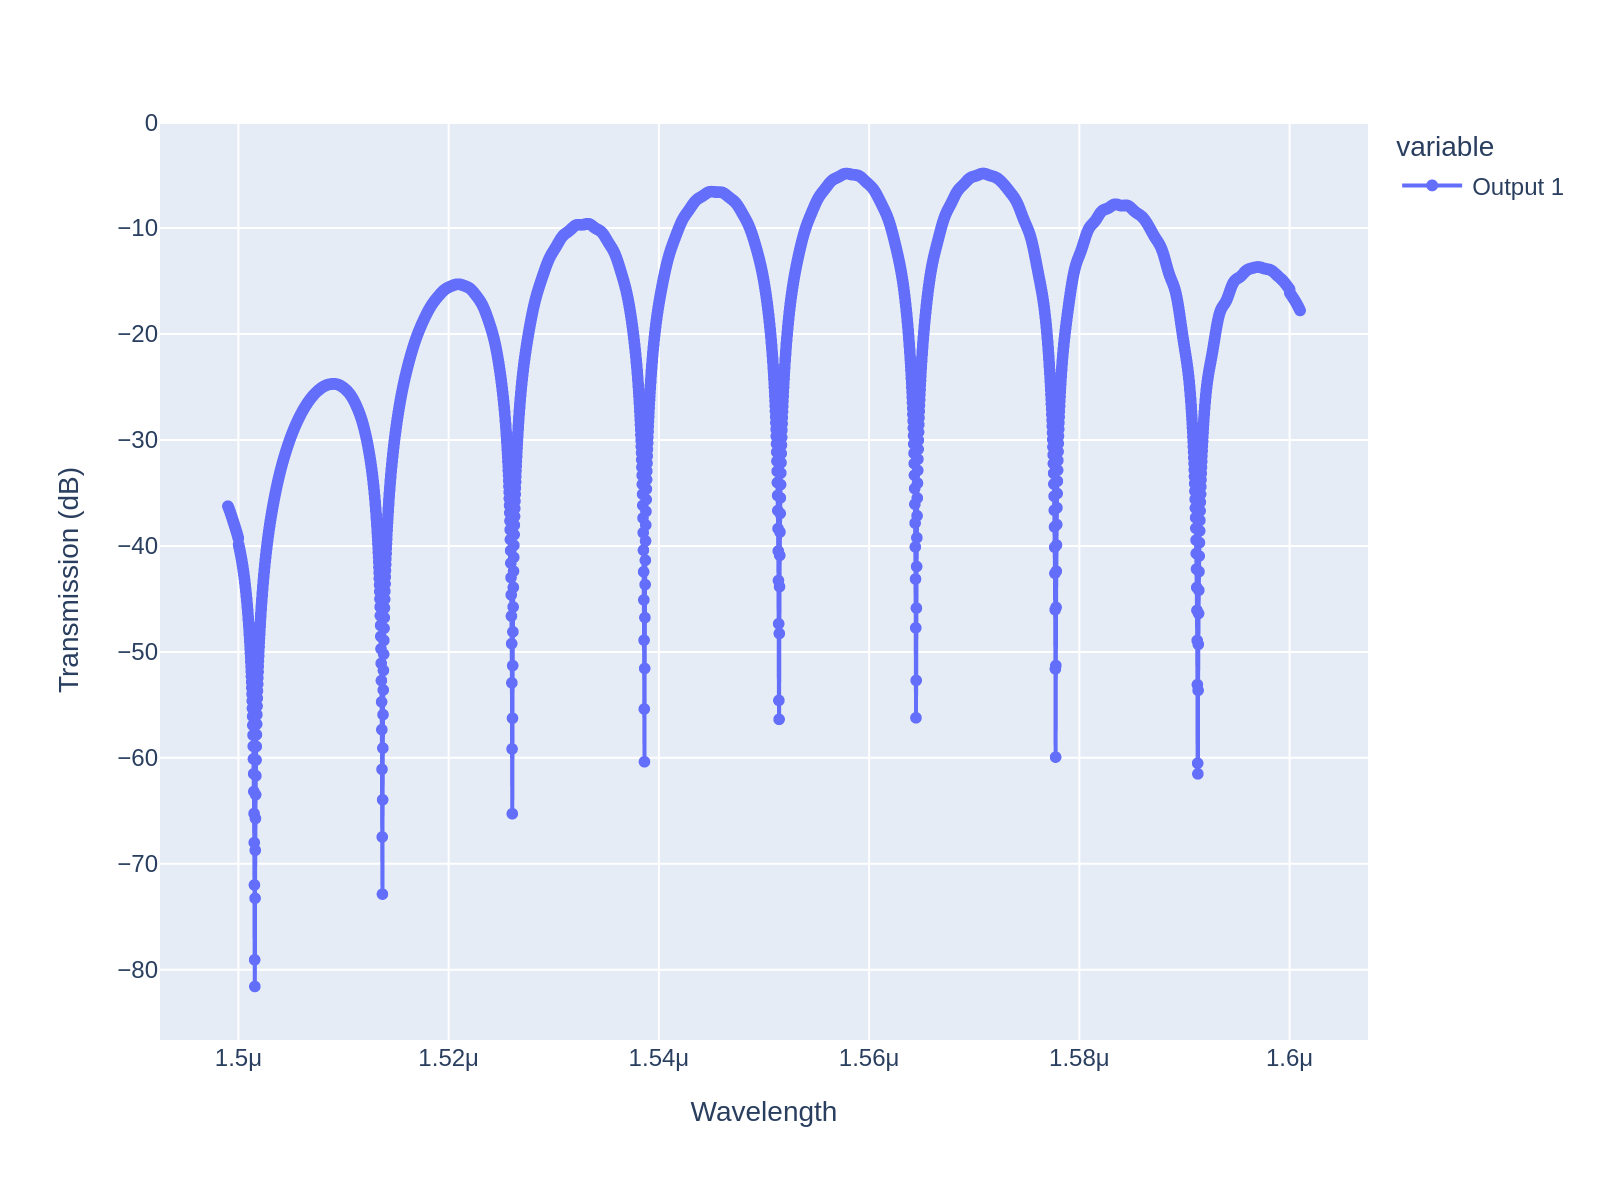 variable
Output 1
0
−10
−20
−30
−40
−50
−60
−70
−80
Transmission (dB)
1.5μ 1.52μ 1.54μ 1.56μ 1.58μ 1.6μ
Wavelength